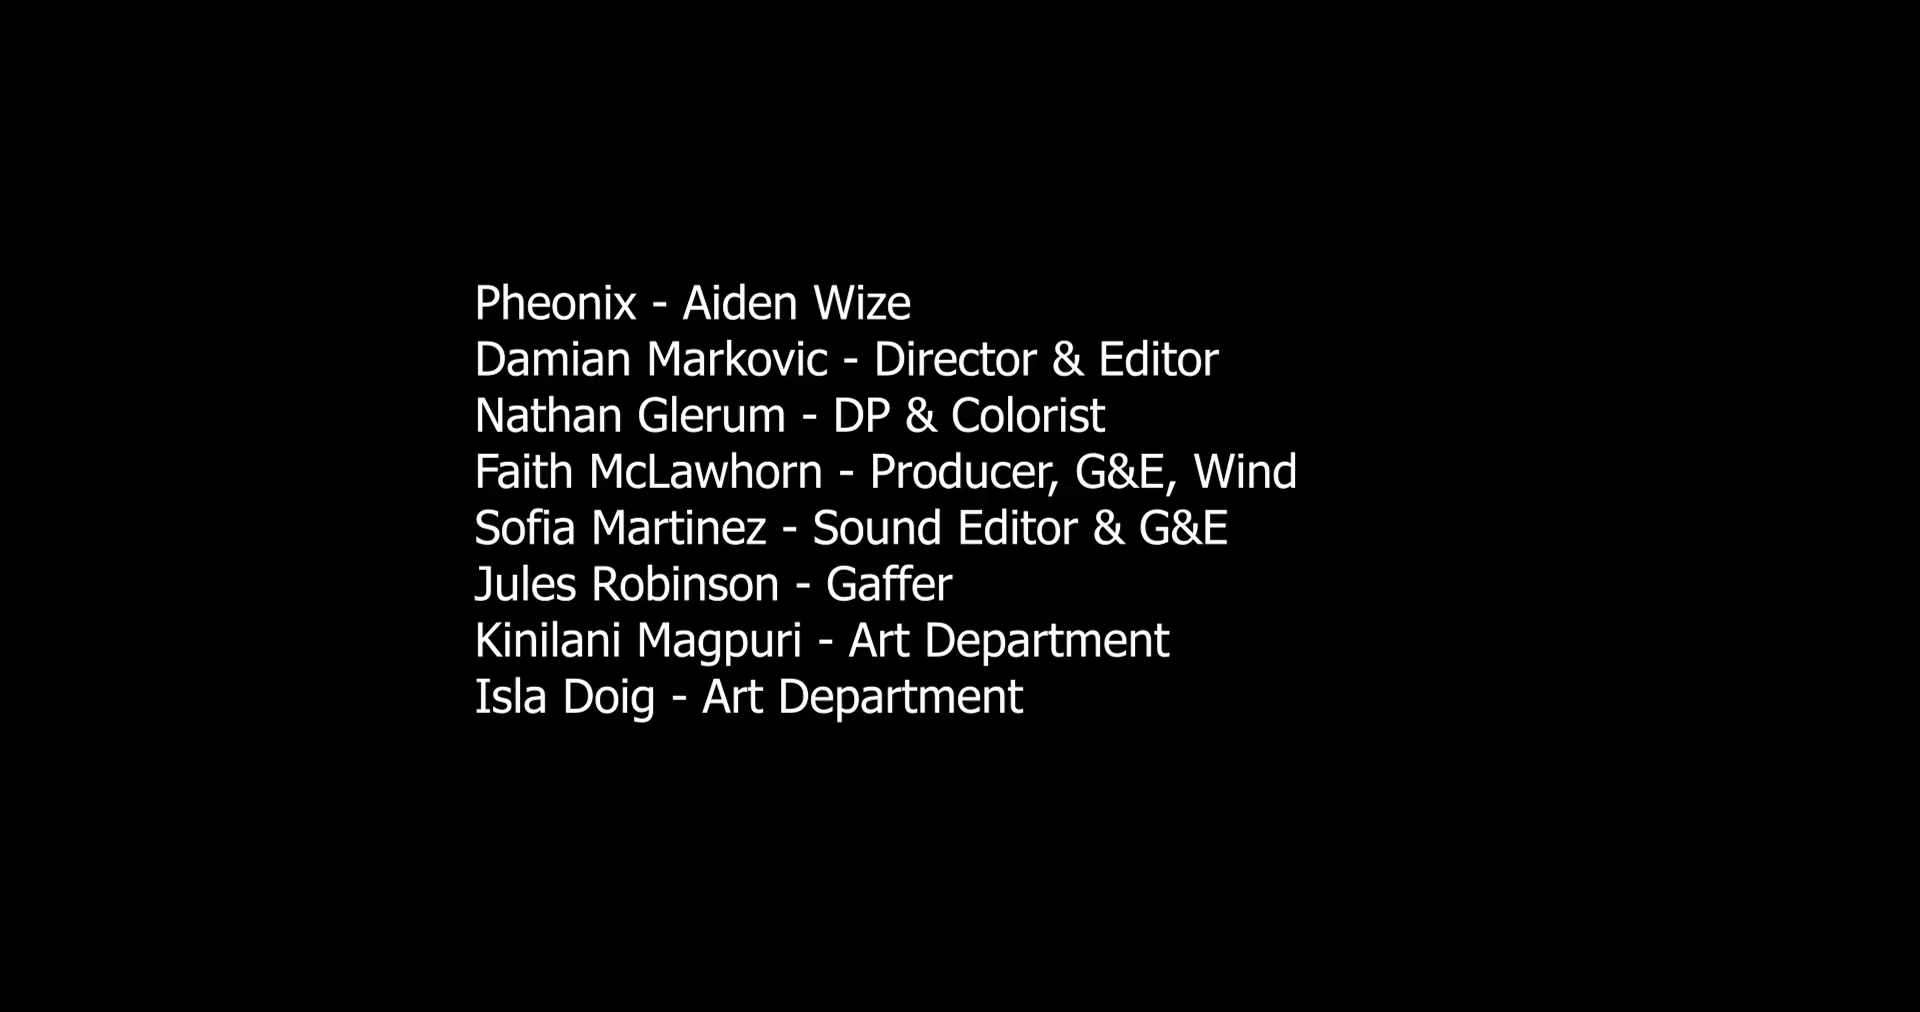 Pheonix - Aiden Wize
Damian Markovic - Director & Editor
Nathan Glerum - DP & Colorist
Faith McLawhorn - Producer, G&E, Wind
Sofia Martinez - Sound Editor & G&E
Jules Robinson - Gaffer
Kinilani Magpuri - Art Department
Isla Doig - Art Department